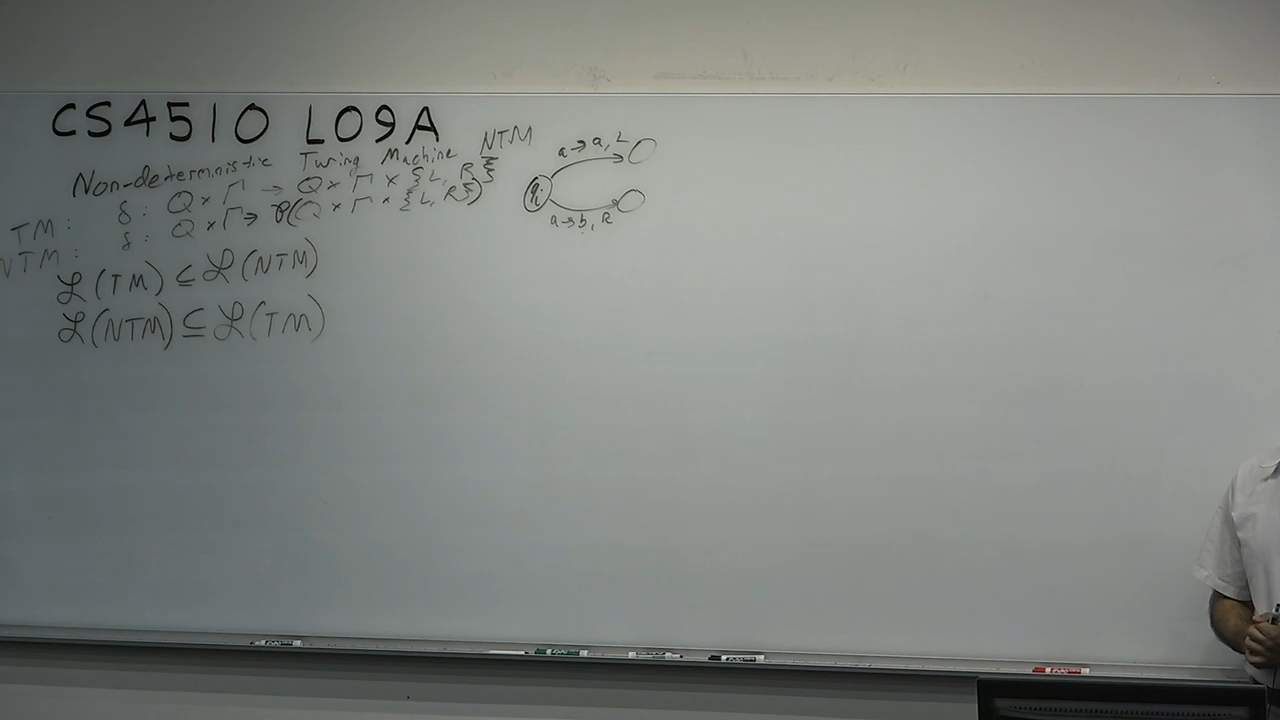 CS4510 L09A
Non-deterministic Turing Machine NTM
TM: δ: Q × Γ → Q × Γ × {L, R}
NTM: δ: Q × Γ → P(Q × Γ × {L, R})
ℒ(TM) ⊆ ℒ(NTM)
ℒ(NTM) ⊆ ℒ(TM)
a → a, L
qi
a → b, R